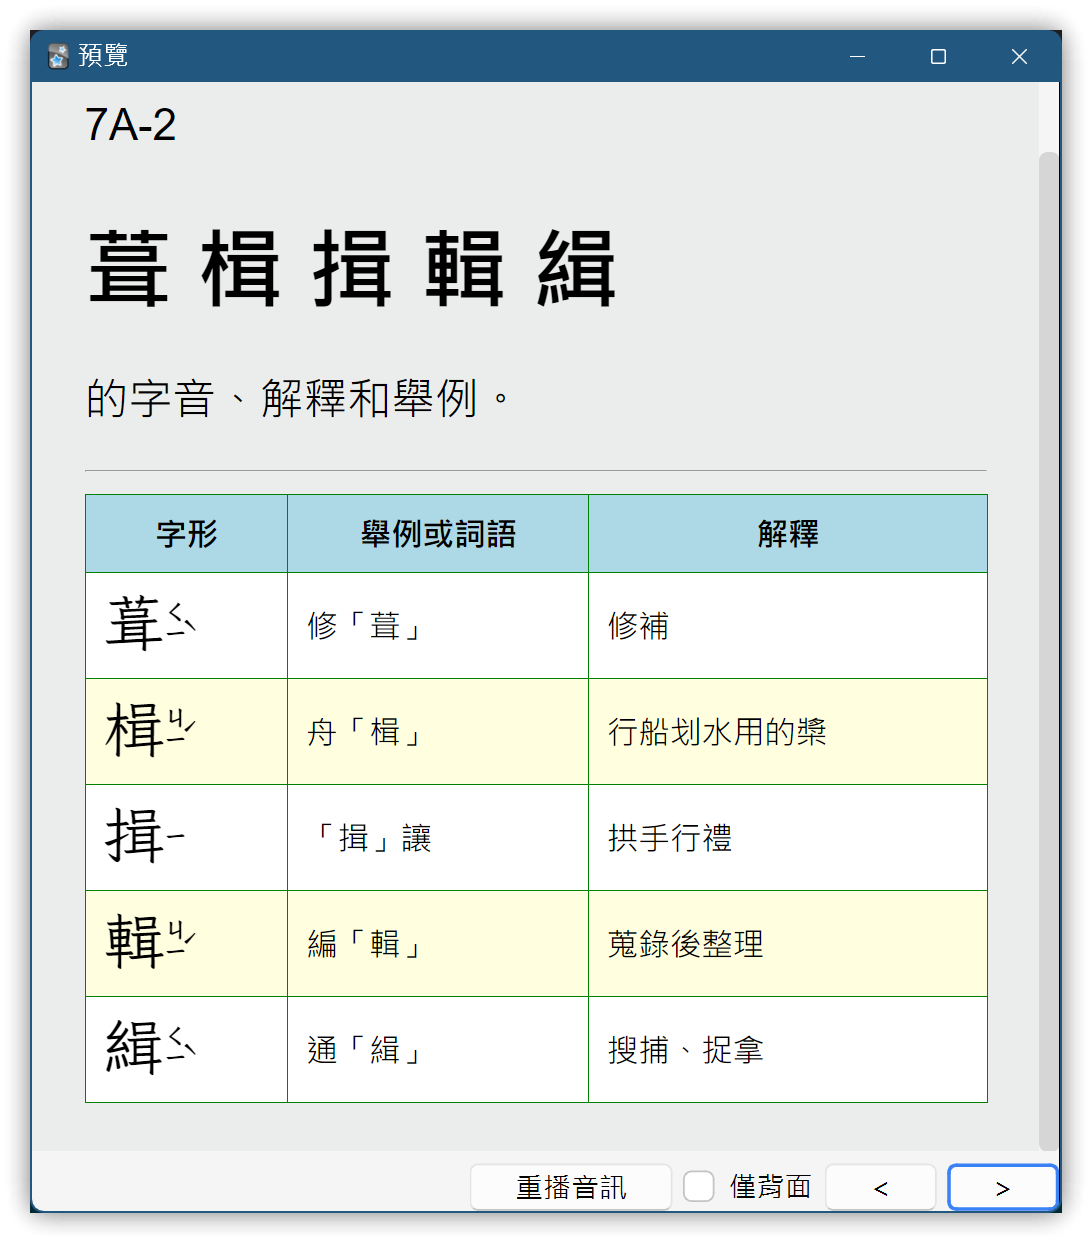 預覽
7A-2
葺 楫 揖 輯 緝
的字音、解釋和舉例。
字形 舉例或詞語 解釋
葺ㄑㄧˋ 修「葺」 修補
楫ㄐㄧˊ 舟「楫」 行船划水用的槳
揖ㄧ 「揖」讓 拱手行禮
輯ㄐㄧˊ 編「輯」 蒐錄後整理
緝ㄑㄧˋ 通「緝」 搜捕、捉拿
重播音訊 僅背面 < >